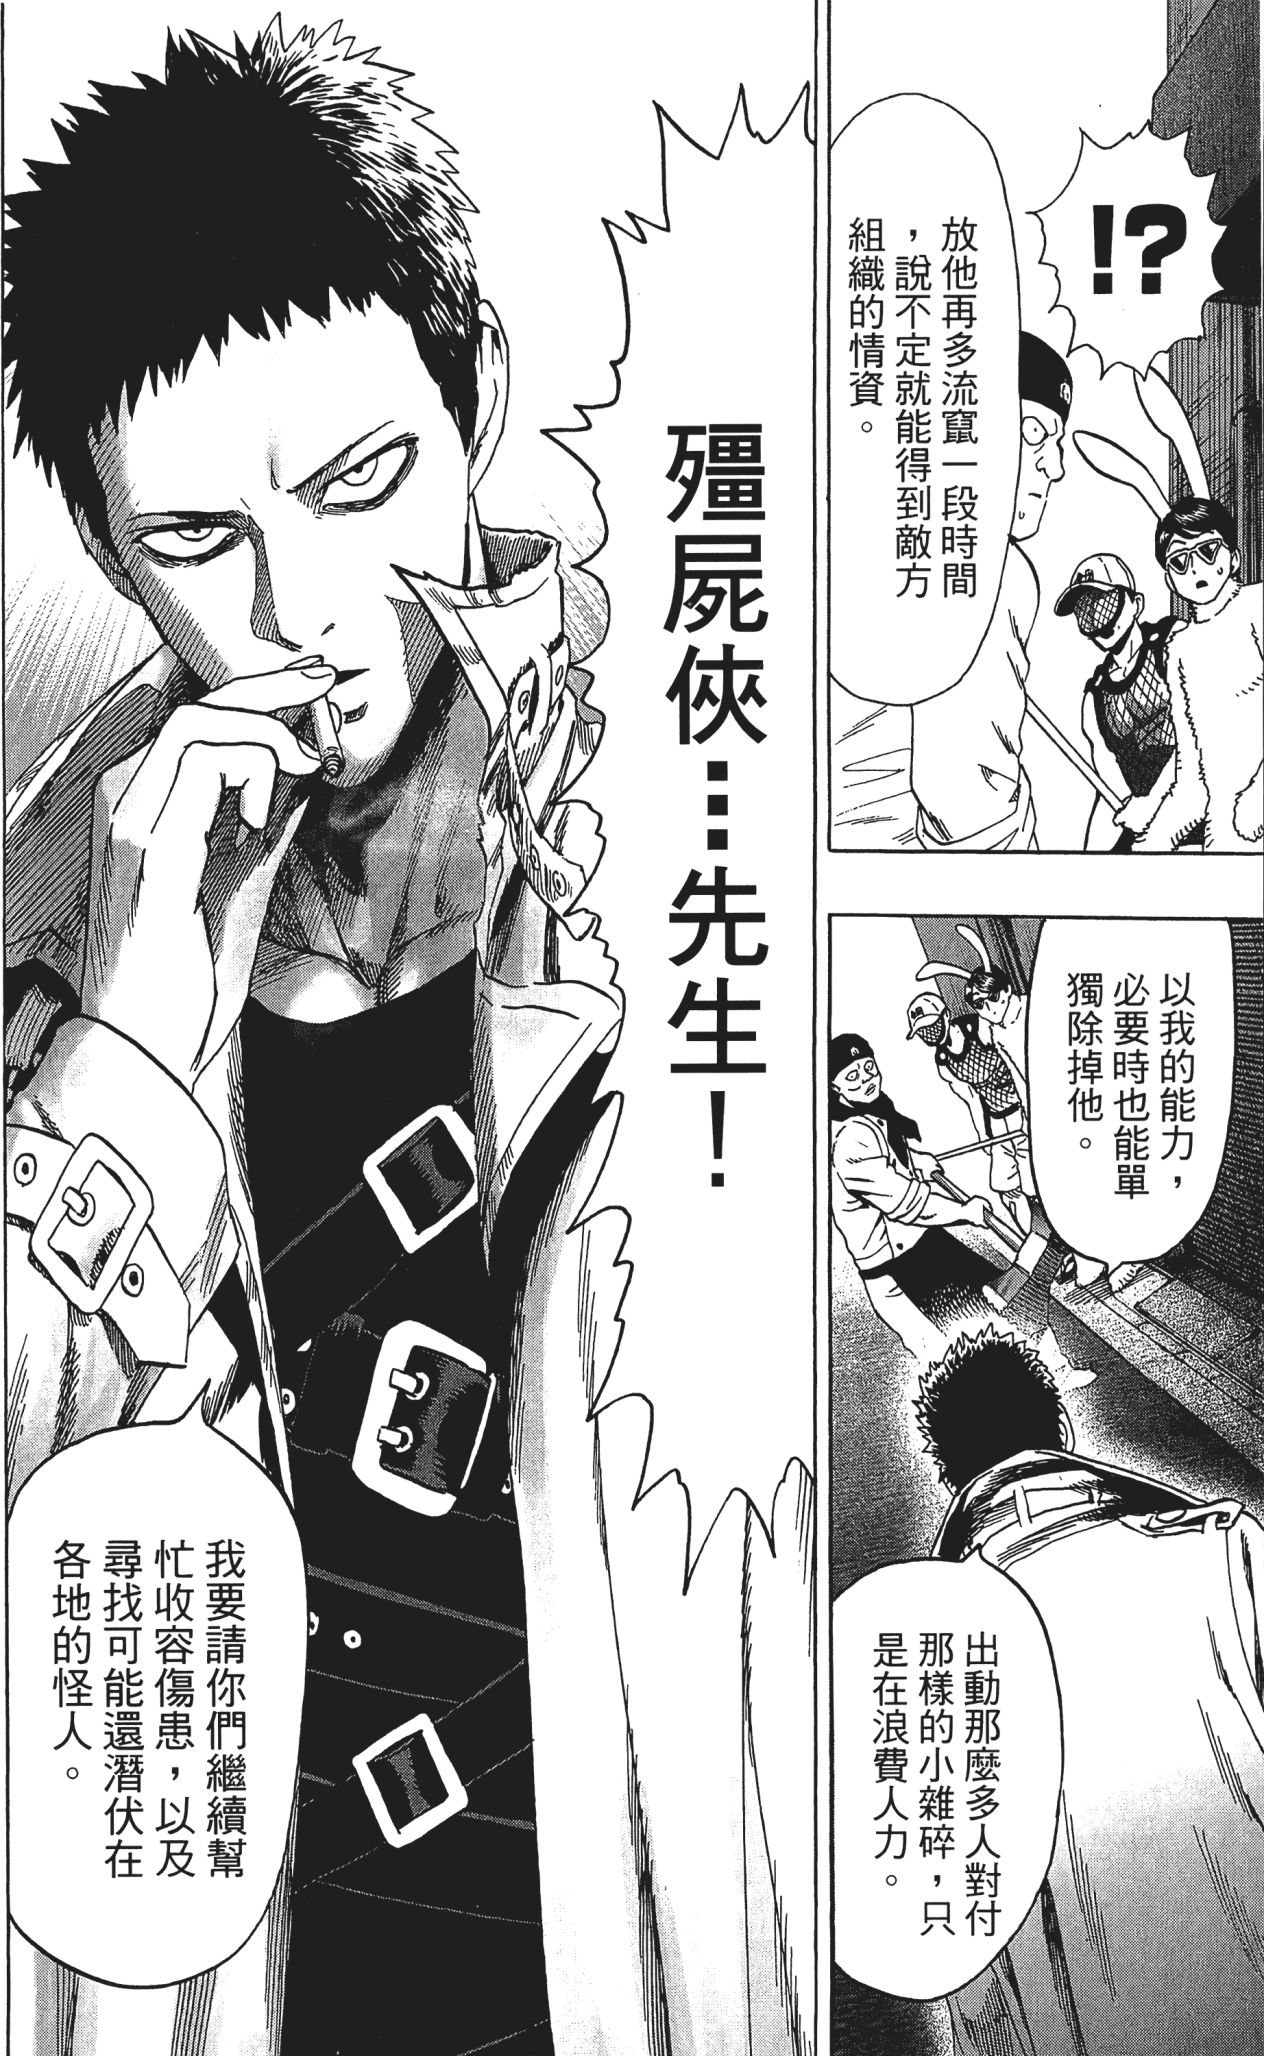 !?
放他再多流竄一段時間
，說不定就能得到敵方
組織的情資。
以我的能力，
必要時也能單
獨除掉他。
出動那麼多人對付
那樣的小雜碎，只
是在浪費人力。
殭屍俠…先生！
我要請你們繼續幫
忙收容傷患，以及
尋找可能還潛伏在
各地的怪人。